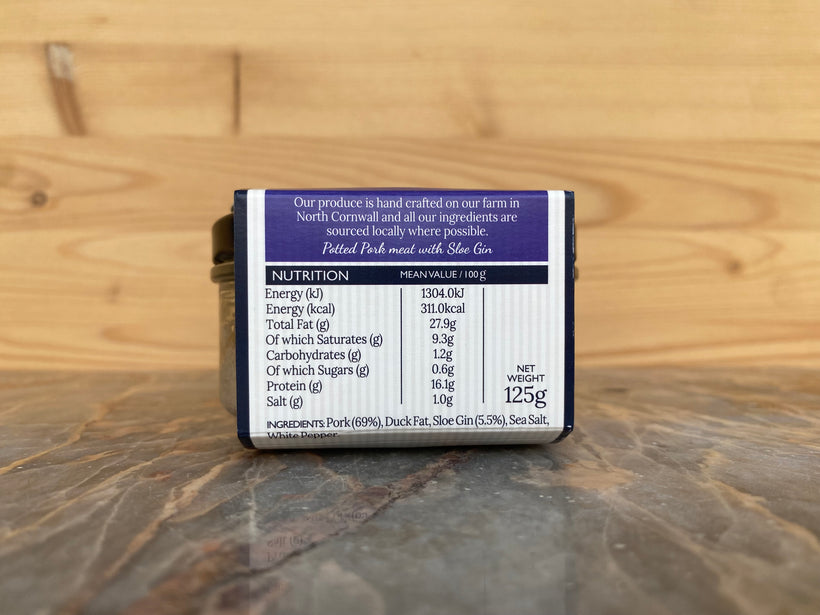 Our produce is hand crafted on our farm in
North Cornwall and all our ingredients are
sourced locally where possible.
Potted Pork meat with Sloe Gin
NUTRITION MEAN VALUE / 100g
Energy (kJ) 1304.0kJ
Energy (kcal) 311.0kcal
Total Fat (g) 27.9g
Of which Saturates (g) 9.3g
Carbohydrates (g) 1.2g
Of which Sugars (g) 0.6g
Protein (g) 16.1g
Salt (g) 1.0g
NET
WEIGHT
125g
INGREDIENTS: Pork (69%), Duck Fat, Sloe Gin (5.5%), Sea Salt,
White Pepper